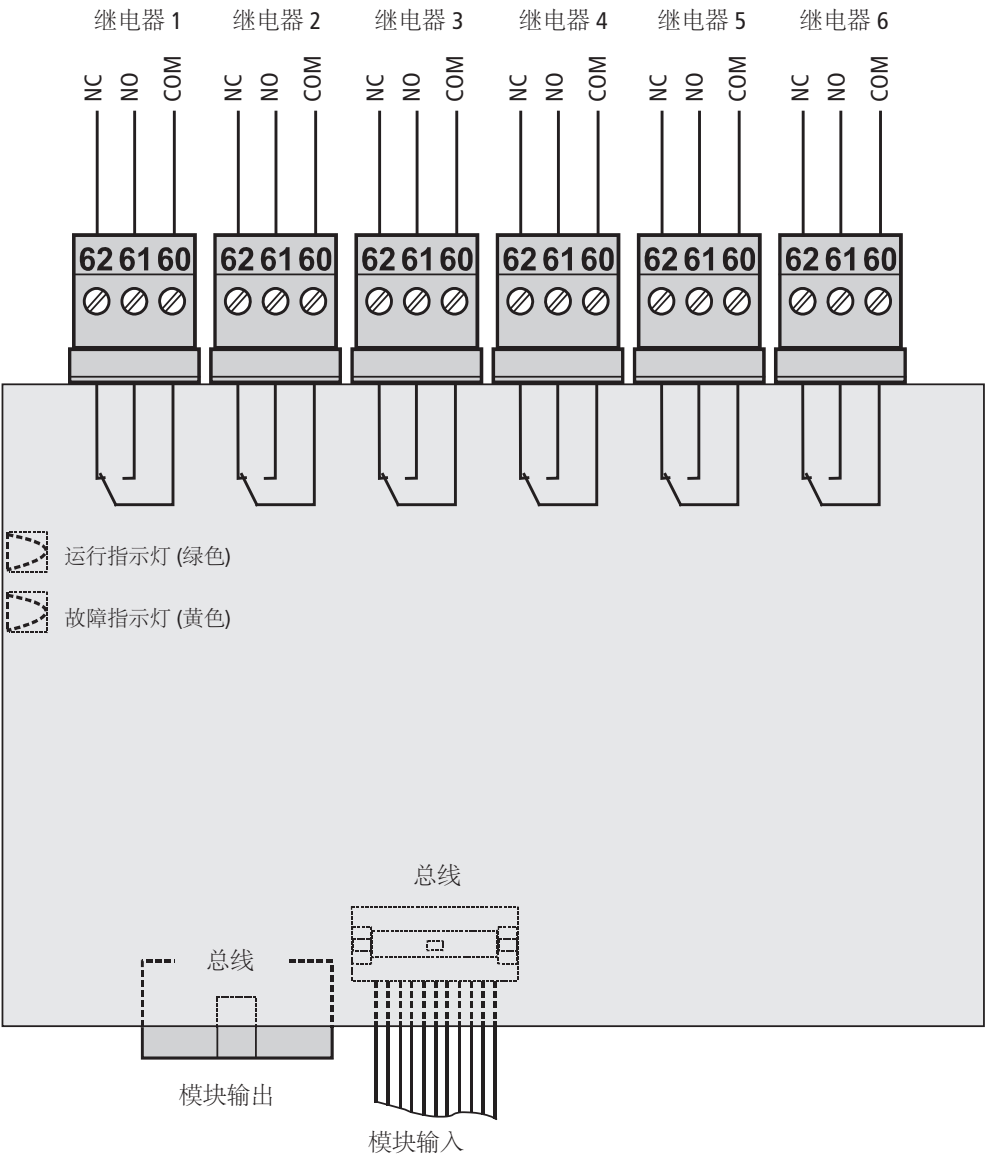 继电器 1 继电器 2 继电器 3 继电器 4 继电器 5 继电器 6
NC NO COM NC NO COM NC NO COM NC NO COM NC NO COM NC NO COM
62 61 60 62 61 60 62 61 60 62 61 60 62 61 60 62 61 60
运行指示灯 (绿色)
故障指示灯 (黄色)
总线
总线
模块输出
模块输入